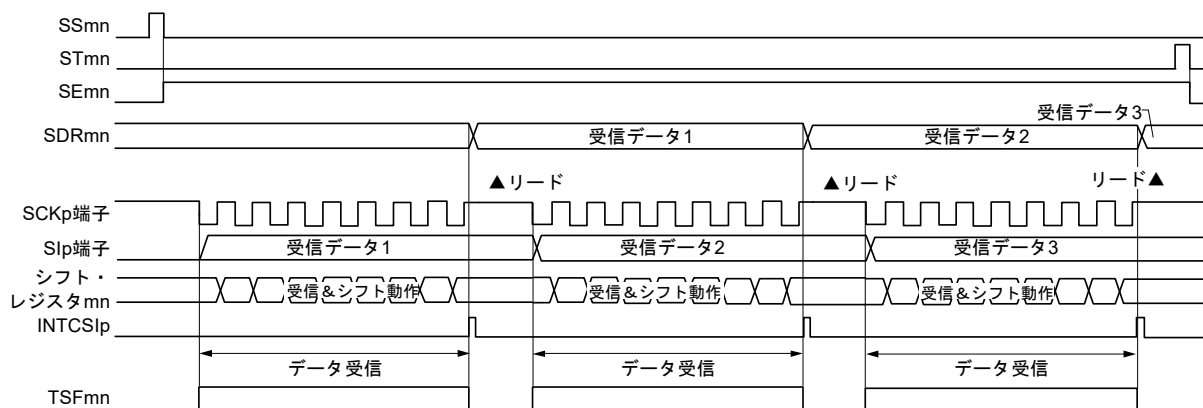 SSmn
STmn
SEmn
受信データ3
SDRmn 受信データ1 受信データ2
▲リード ▲リード リード▲
SCKp端子
SIp端子 受信データ1 受信データ2 受信データ3
シフト・
レジスタmn 受信&シフト動作 受信&シフト動作 受信&シフト動作
INTCSIp
データ受信 データ受信 データ受信
TSFmn